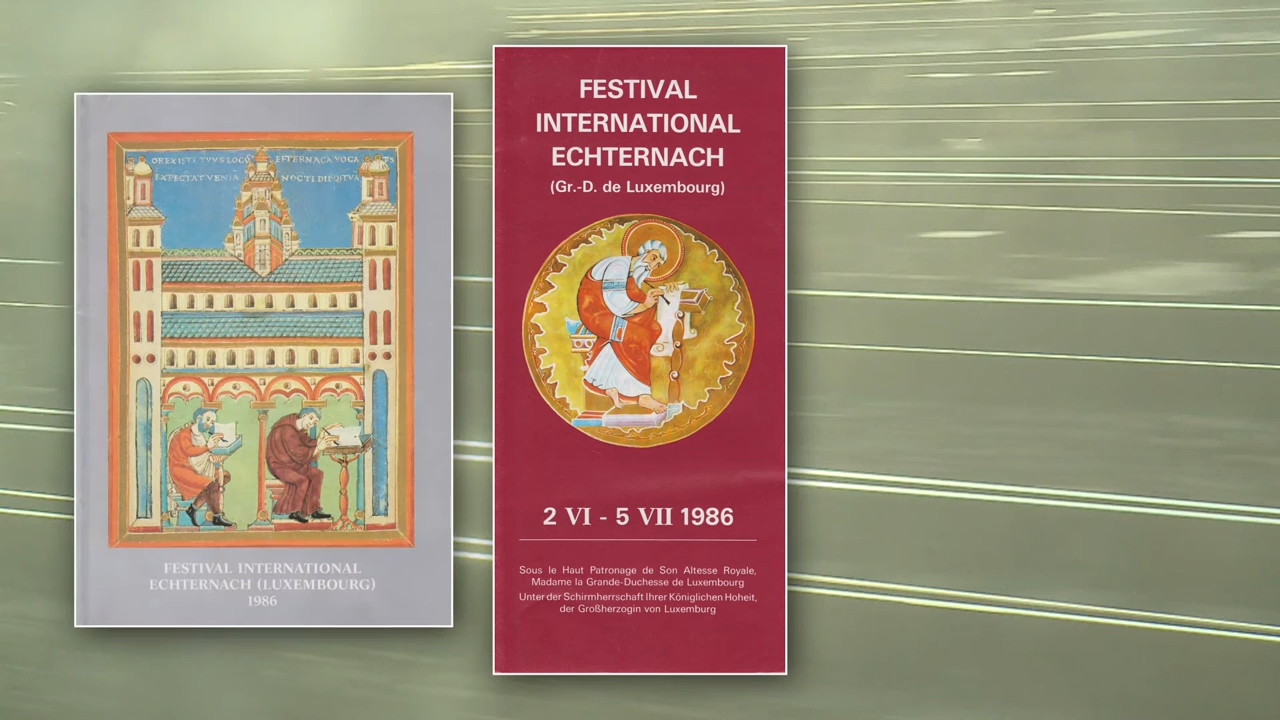 FESTIVAL INTERNATIONAL
ECHTERNACH (LUXEMBOURG)
1986
FESTIVAL
INTERNATIONAL
ECHTERNACH
(Gr.-D. de Luxembourg)
2 VI - 5 VII 1986
Sous le Haut Patronage de Son Altesse Royale,
Madame la Grande-Duchesse de Luxembourg
Unter der Schirmherrschaft Ihrer Königlichen Hoheit,
der Großherzogin von Luxemburg